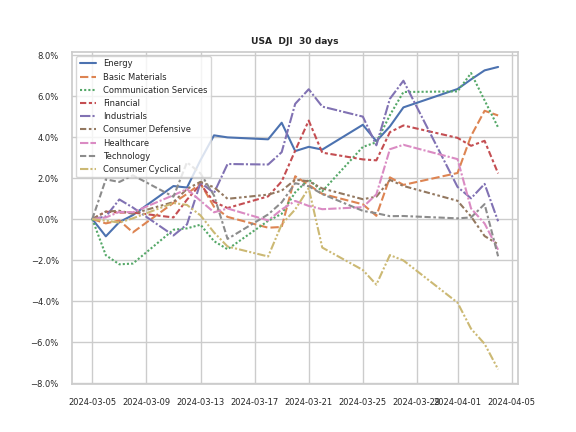 USA DJI 30 days
8.0%
6.0%
4.0%
2.0%
0.0%
−2.0%
−4.0%
−6.0%
−8.0%
Energy
Basic Materials
Communication Services
Financial
Industrials
Consumer Defensive
Healthcare
Technology
Consumer Cyclical
2024-03-05 2024-03-09 2024-03-13 2024-03-17 2024-03-21 2024-03-25 2024-03-29 2024-04-01 2024-04-05